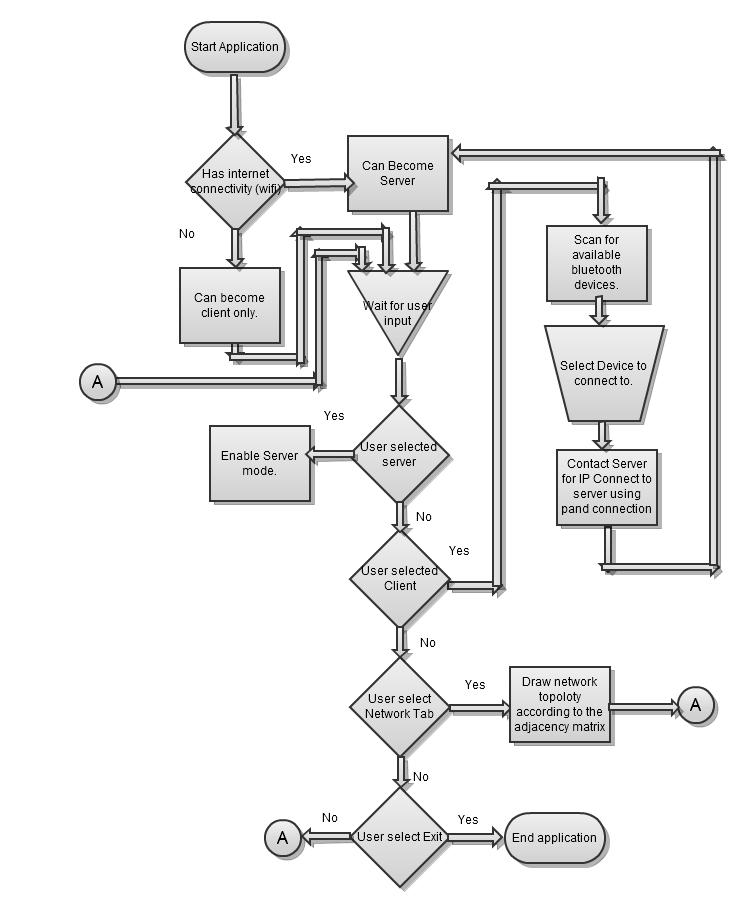 Start Application
Has internet
connectivity (wifi)
Yes
Can Become
Server
No
Can become
client only.
Wait for user
input
A
Scan for
available
bluetooth
devices.
Select Device to
connect to.
Contact Server
for IP Connect to
server using
pand connection
Yes
User selected
server
Enable Server
mode.
No
User selected
Client
Yes
No
User select
Network Tab
Yes
Draw network
topoloty
according to the
adjacency matrix
A
No
User select Exit
No
A
Yes
End application